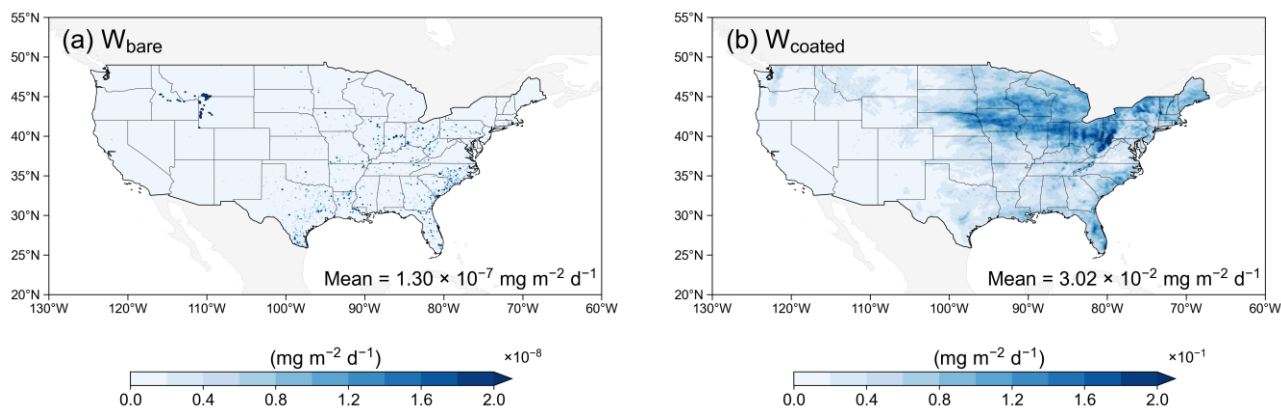 (a) W_bare
55°N
50°N
45°N
40°N
35°N
30°N
25°N
20°N
Mean = 1.30 × 10⁻⁷ mg m⁻² d⁻¹
130°W 120°W 110°W 100°W 90°W 80°W 70°W 60°W
(mg m⁻² d⁻¹) ×10⁻⁸
0.0 0.4 0.8 1.2 1.6 2.0
(b) W_coated
55°N
50°N
45°N
40°N
35°N
30°N
25°N
20°N
Mean = 3.02 × 10⁻² mg m⁻² d⁻¹
130°W 120°W 110°W 100°W 90°W 80°W 70°W 60°W
(mg m⁻² d⁻¹) ×10⁻¹
0.0 0.4 0.8 1.2 1.6 2.0